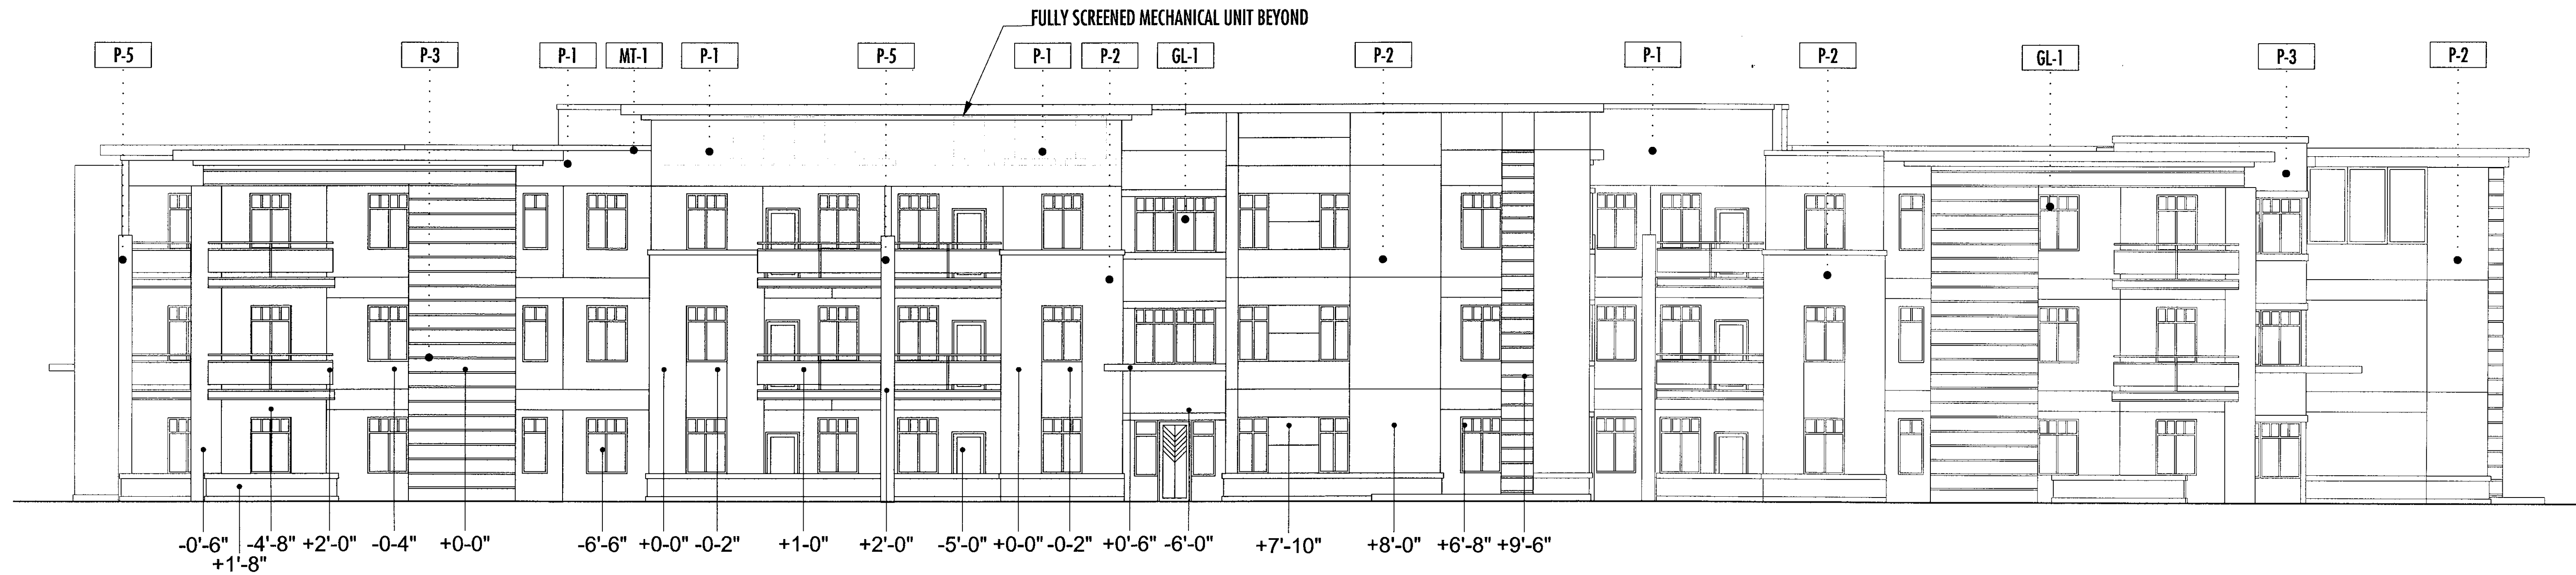 FULLY SCREENED MECHANICAL UNIT BEYOND
P-5 P-3 P-1 MT-1 P-1 P-5 P-1 P-2 GL-1 P-2 P-1 P-2 GL-1 P-3 P-2
-0'-6" -4'-8" +2'-0" -0-4" +0-0" -6'-6" +0-0" -0-2" +1-0" +2'-0" -5'-0" +0-0" -0-2" +0'-6" -6'-0" +7'-10" +8'-0" +6'-8" +9'-6"
+1'-8"